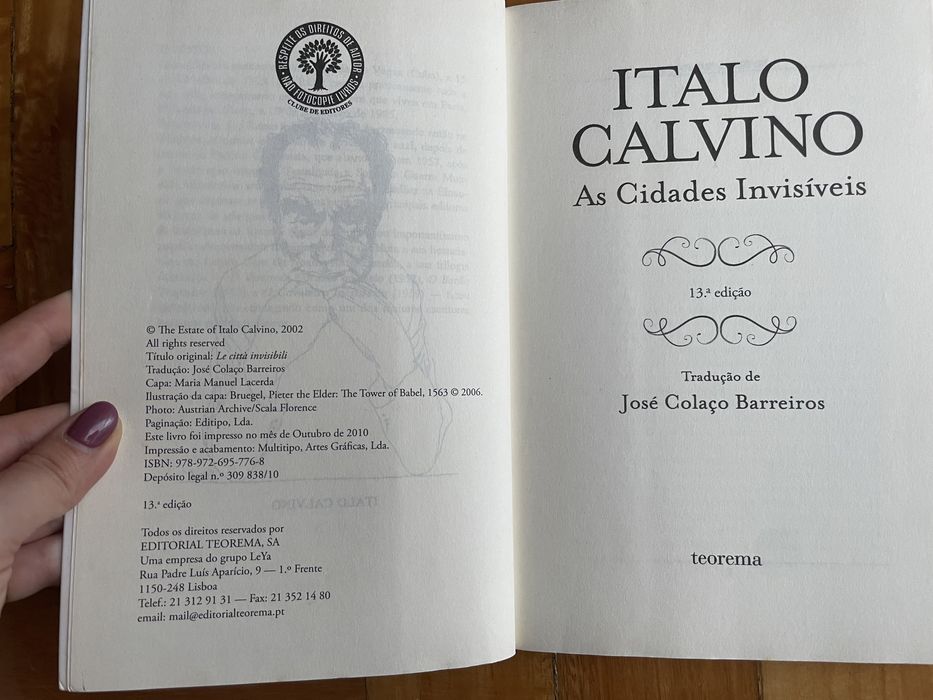 RESPEITE OS DIREITOS DE AUTOR
NÃO FOTOCOPIE LIVROS
CLUBE DE EDITORES
© The Estate of Italo Calvino, 2002
All rights reserved
Título original: Le città invisibili
Tradução: José Colaço Barreiros
Capa: Maria Manuel Lacerda
Ilustração da capa: Bruegel, Pieter the Elder: The Tower of Babel, 1563 © 2006.
Photo: Austrian Archive/Scala Florence
Paginação: Editipo, Lda.
Este livro foi impresso no mês de Outubro de 2010
Impressão e acabamento: Multitipo, Artes Gráficas, Lda.
ISBN: 978-972-695-776-8
Depósito legal n.º 309 838/10
13.ª edição
Todos os direitos reservados por
EDITORIAL TEOREMA, SA
Uma empresa do grupo LeYa
Rua Padre Luís Aparício, 9 — 1.º Frente
1150-248 Lisboa
Telef.: 21 312 91 31 — Fax: 21 352 14 80
email: mail@editorialteorema.pt
ITALO CALVINO
ITALO
CALVINO
As Cidades Invisíveis
13.ª edição
Tradução de
José Colaço Barreiros
teorema